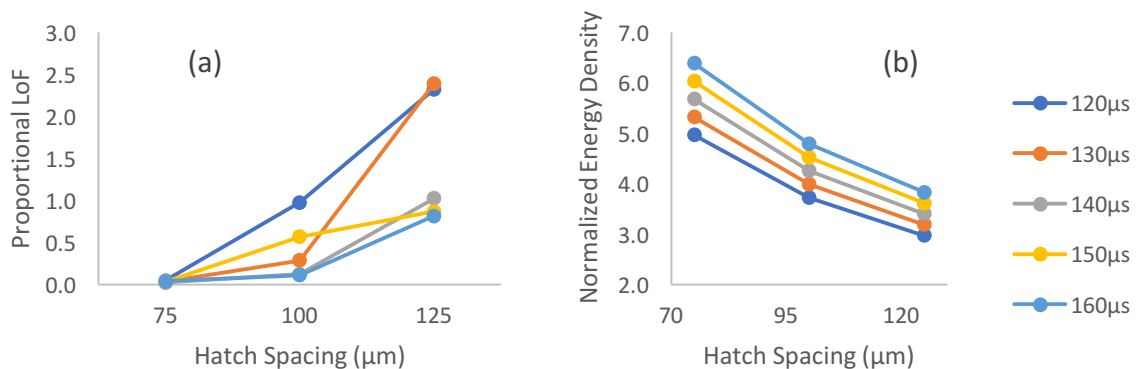 Proportional LoF
3.0
2.5
2.0
1.5
1.0
0.5
0.0
(a)
75
100
125
Hatch Spacing (µm)
Normalized Energy Density
7.0
6.0
5.0
4.0
3.0
2.0
(b)
70
95
120
Hatch Spacing (µm)
120µs
130µs
140µs
150µs
160µs